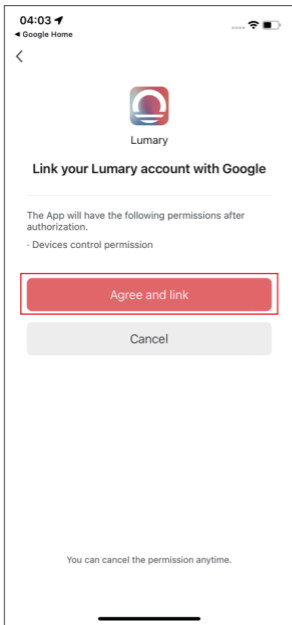 04:03
◀ Google Home
Lumary
Link your Lumary account with Google
The App will have the following permissions after
authorization.
· Devices control permission
Agree and link
Cancel
You can cancel the permission anytime.